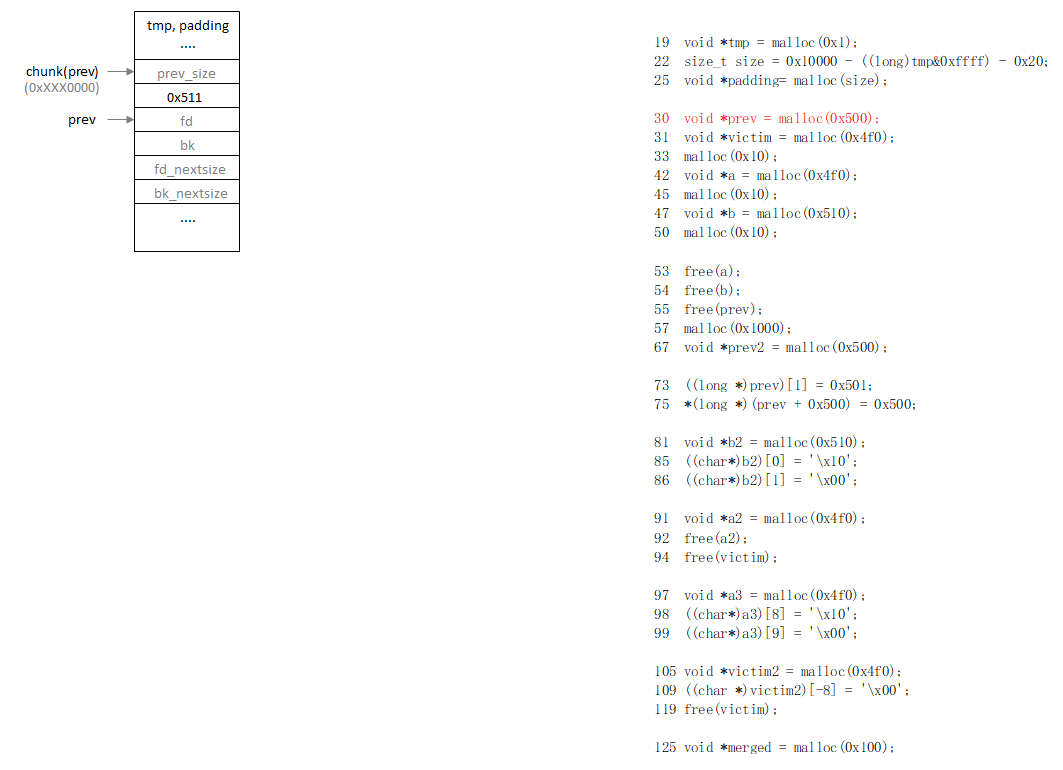 tmp, padding
....
chunk(prev)
(0xXXX0000)
prev_size
0x511
prev
fd
bk
fd_nextsize
bk_nextsize
....
19 void *tmp = malloc(0x1);
22 size_t size = 0x10000 - ((long)tmp&0xffff) - 0x20;
25 void *padding= malloc(size);
30 void *prev = malloc(0x500);
31 void *victim = malloc(0x4f0);
33 malloc(0x10);
42 void *a = malloc(0x4f0);
45 malloc(0x10);
47 void *b = malloc(0x510);
50 malloc(0x10);
53 free(a);
54 free(b);
55 free(prev);
57 malloc(0x1000);
67 void *prev2 = malloc(0x500);
73 ((long *)prev)[1] = 0x501;
75 *(long *)(prev + 0x500) = 0x500;
81 void *b2 = malloc(0x510);
85 ((char*)b2)[0] = '\x10';
86 ((char*)b2)[1] = '\x00';
91 void *a2 = malloc(0x4f0);
92 free(a2);
94 free(victim);
97 void *a3 = malloc(0x4f0);
98 ((char*)a3)[8] = '\x10';
99 ((char*)a3)[9] = '\x00';
105 void *victim2 = malloc(0x4f0);
109 ((char *)victim2)[-8] = '\x00';
119 free(victim);
125 void *merged = malloc(0x100);